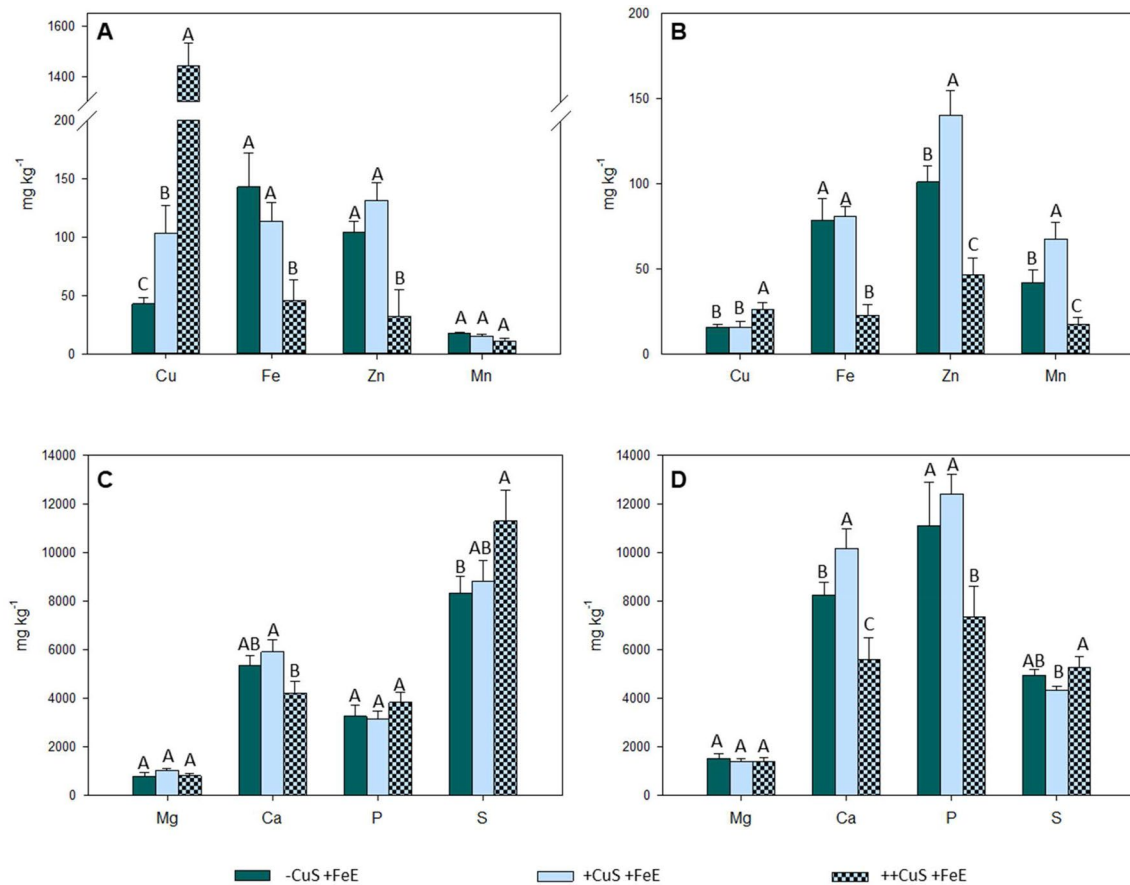 A
1600
1400
200
150
100
50
0
mg kg⁻¹
C B A
A A B
A A B
A A A
Cu Fe Zn Mn
B
200
150
100
50
0
mg kg⁻¹
B B A
A A B
B A C
B A C
Cu Fe Zn Mn
C
14000
12000
10000
8000
6000
4000
2000
0
mg kg⁻¹
A A A
AB A B
A A A
B AB A
Mg Ca P S
D
14000
12000
10000
8000
6000
4000
2000
0
mg kg⁻¹
A A A
B A C
A A B
AB B A
Mg Ca P S
-CuS +FeE +CuS +FeE ++CuS +FeE